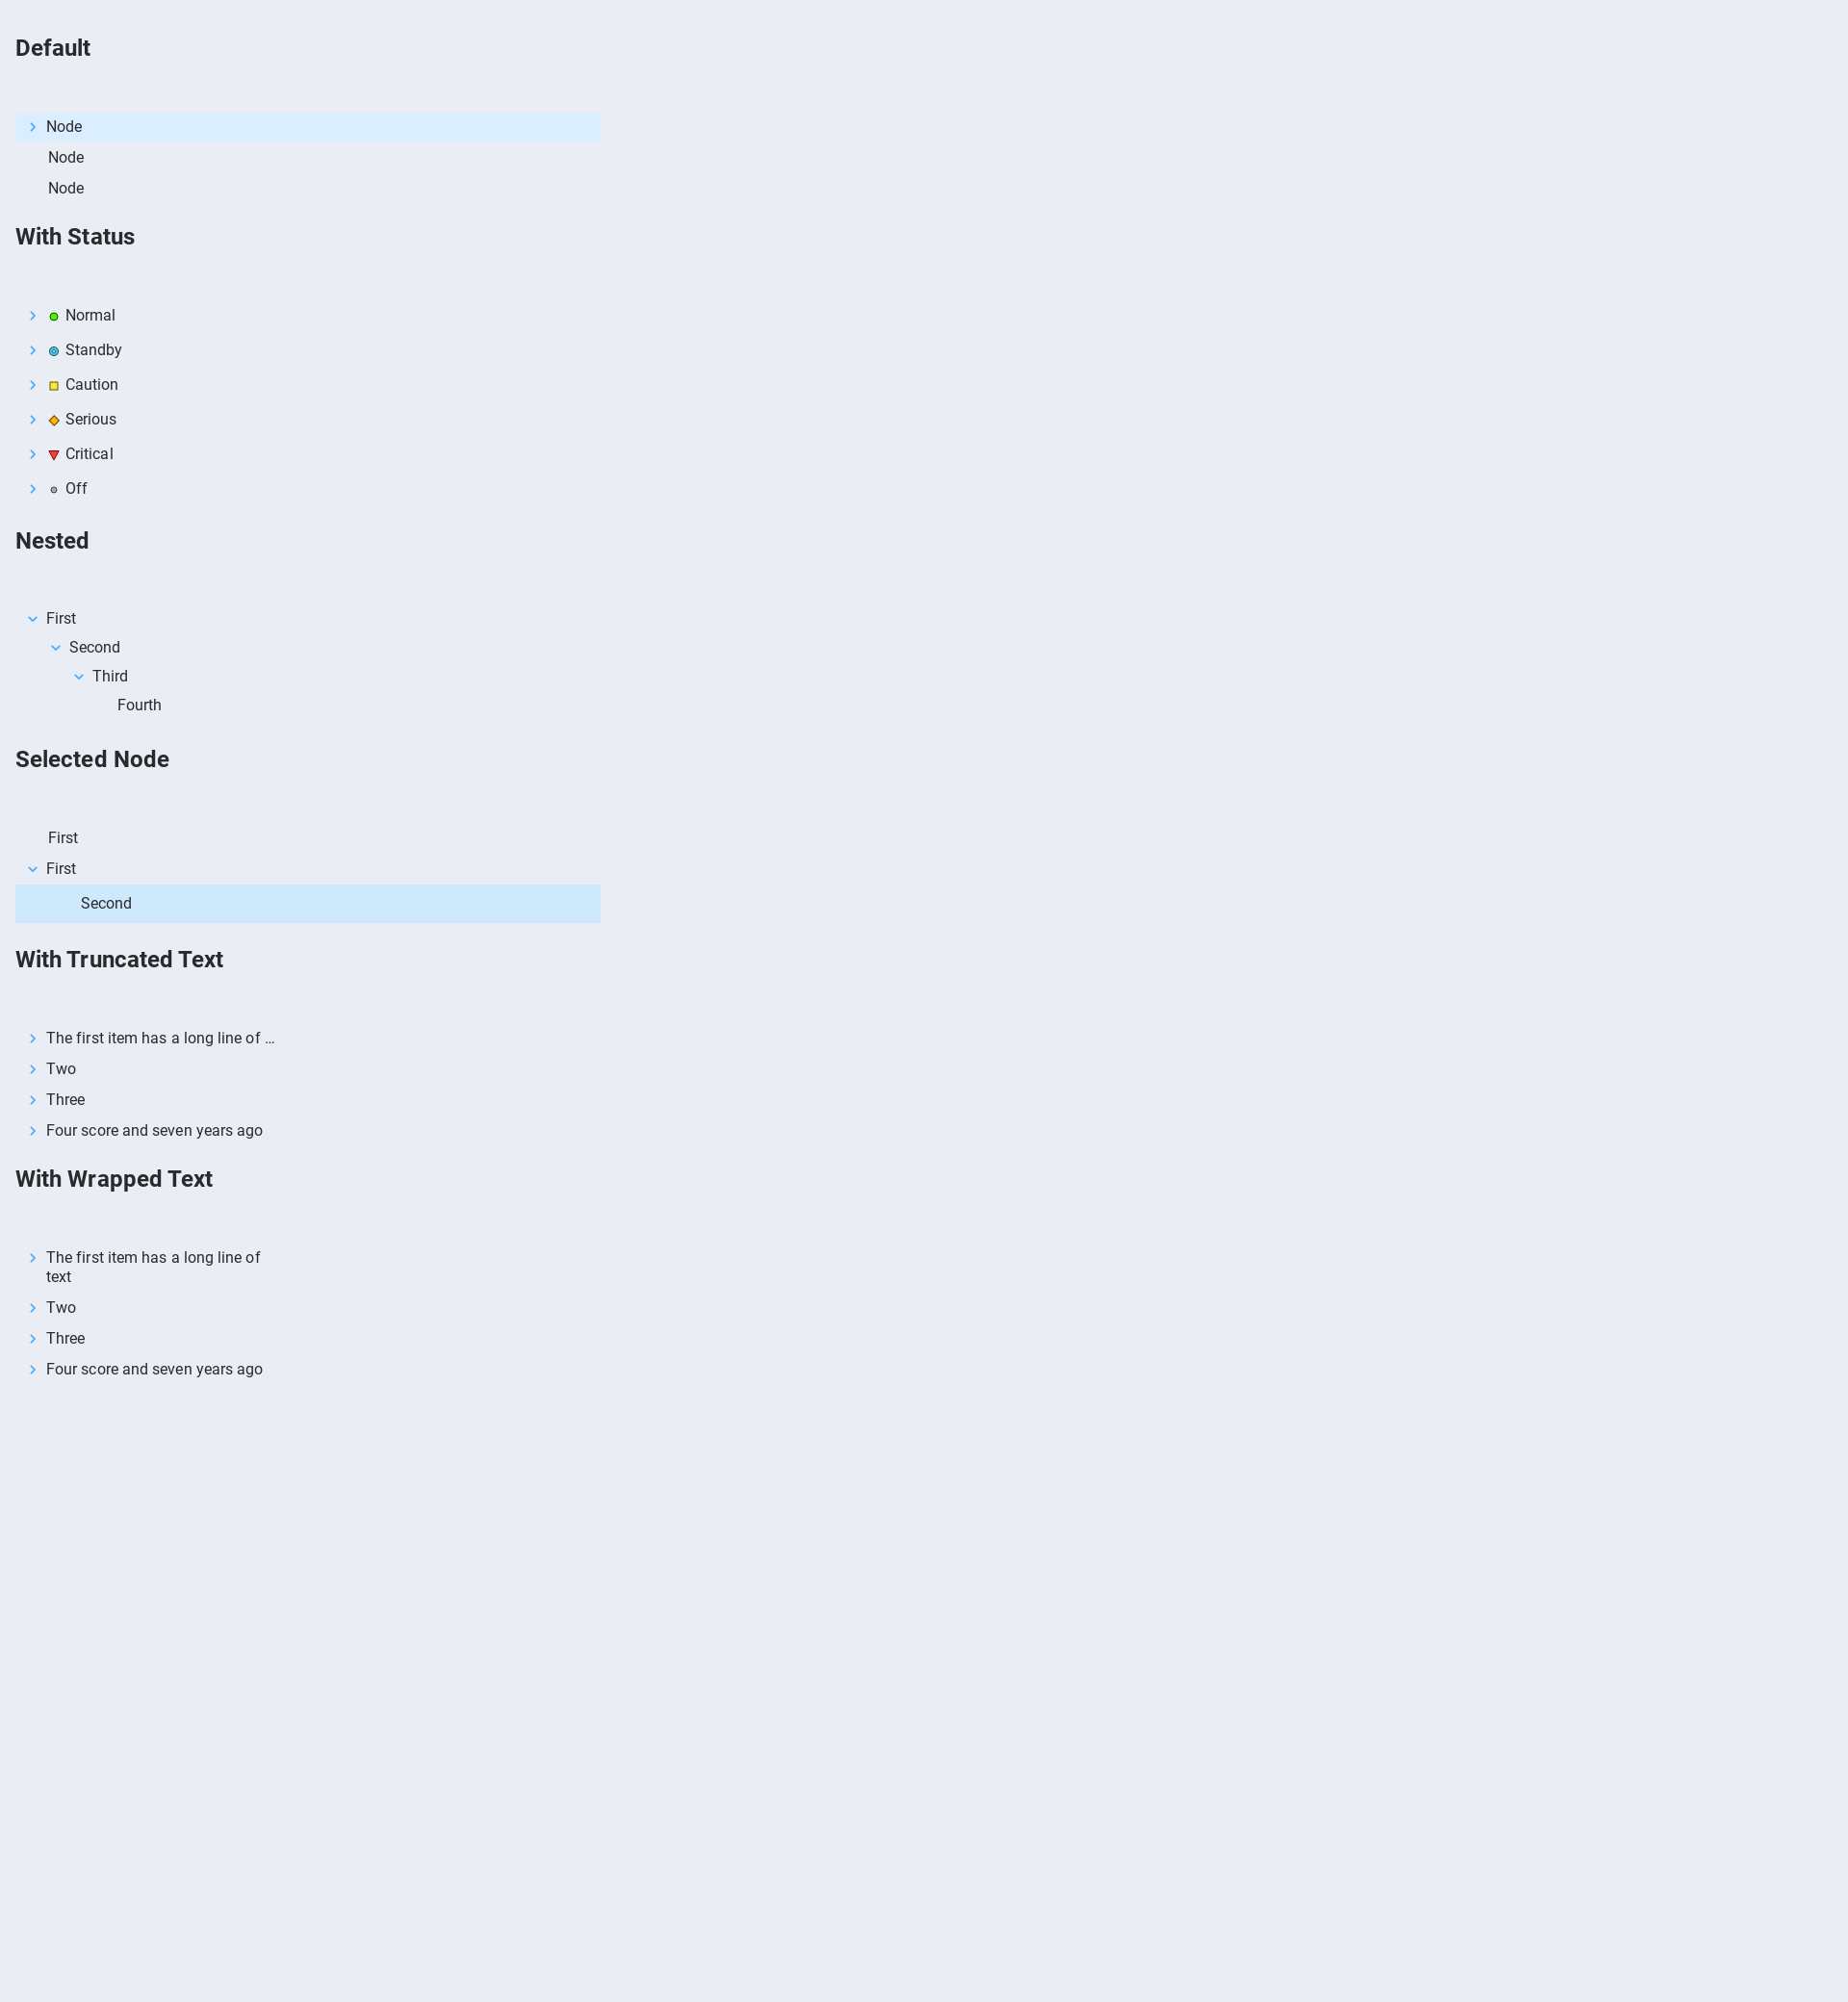 Default
Node
Node
Node
With Status
Normal
Standby
Caution
Serious
Critical
Off
Nested
First
Second
Third
Fourth
Selected Node
First
First
Second
With Truncated Text
The first item has a long line of …
Two
Three
Four score and seven years ago
With Wrapped Text
The first item has a long line of
text
Two
Three
Four score and seven years ago